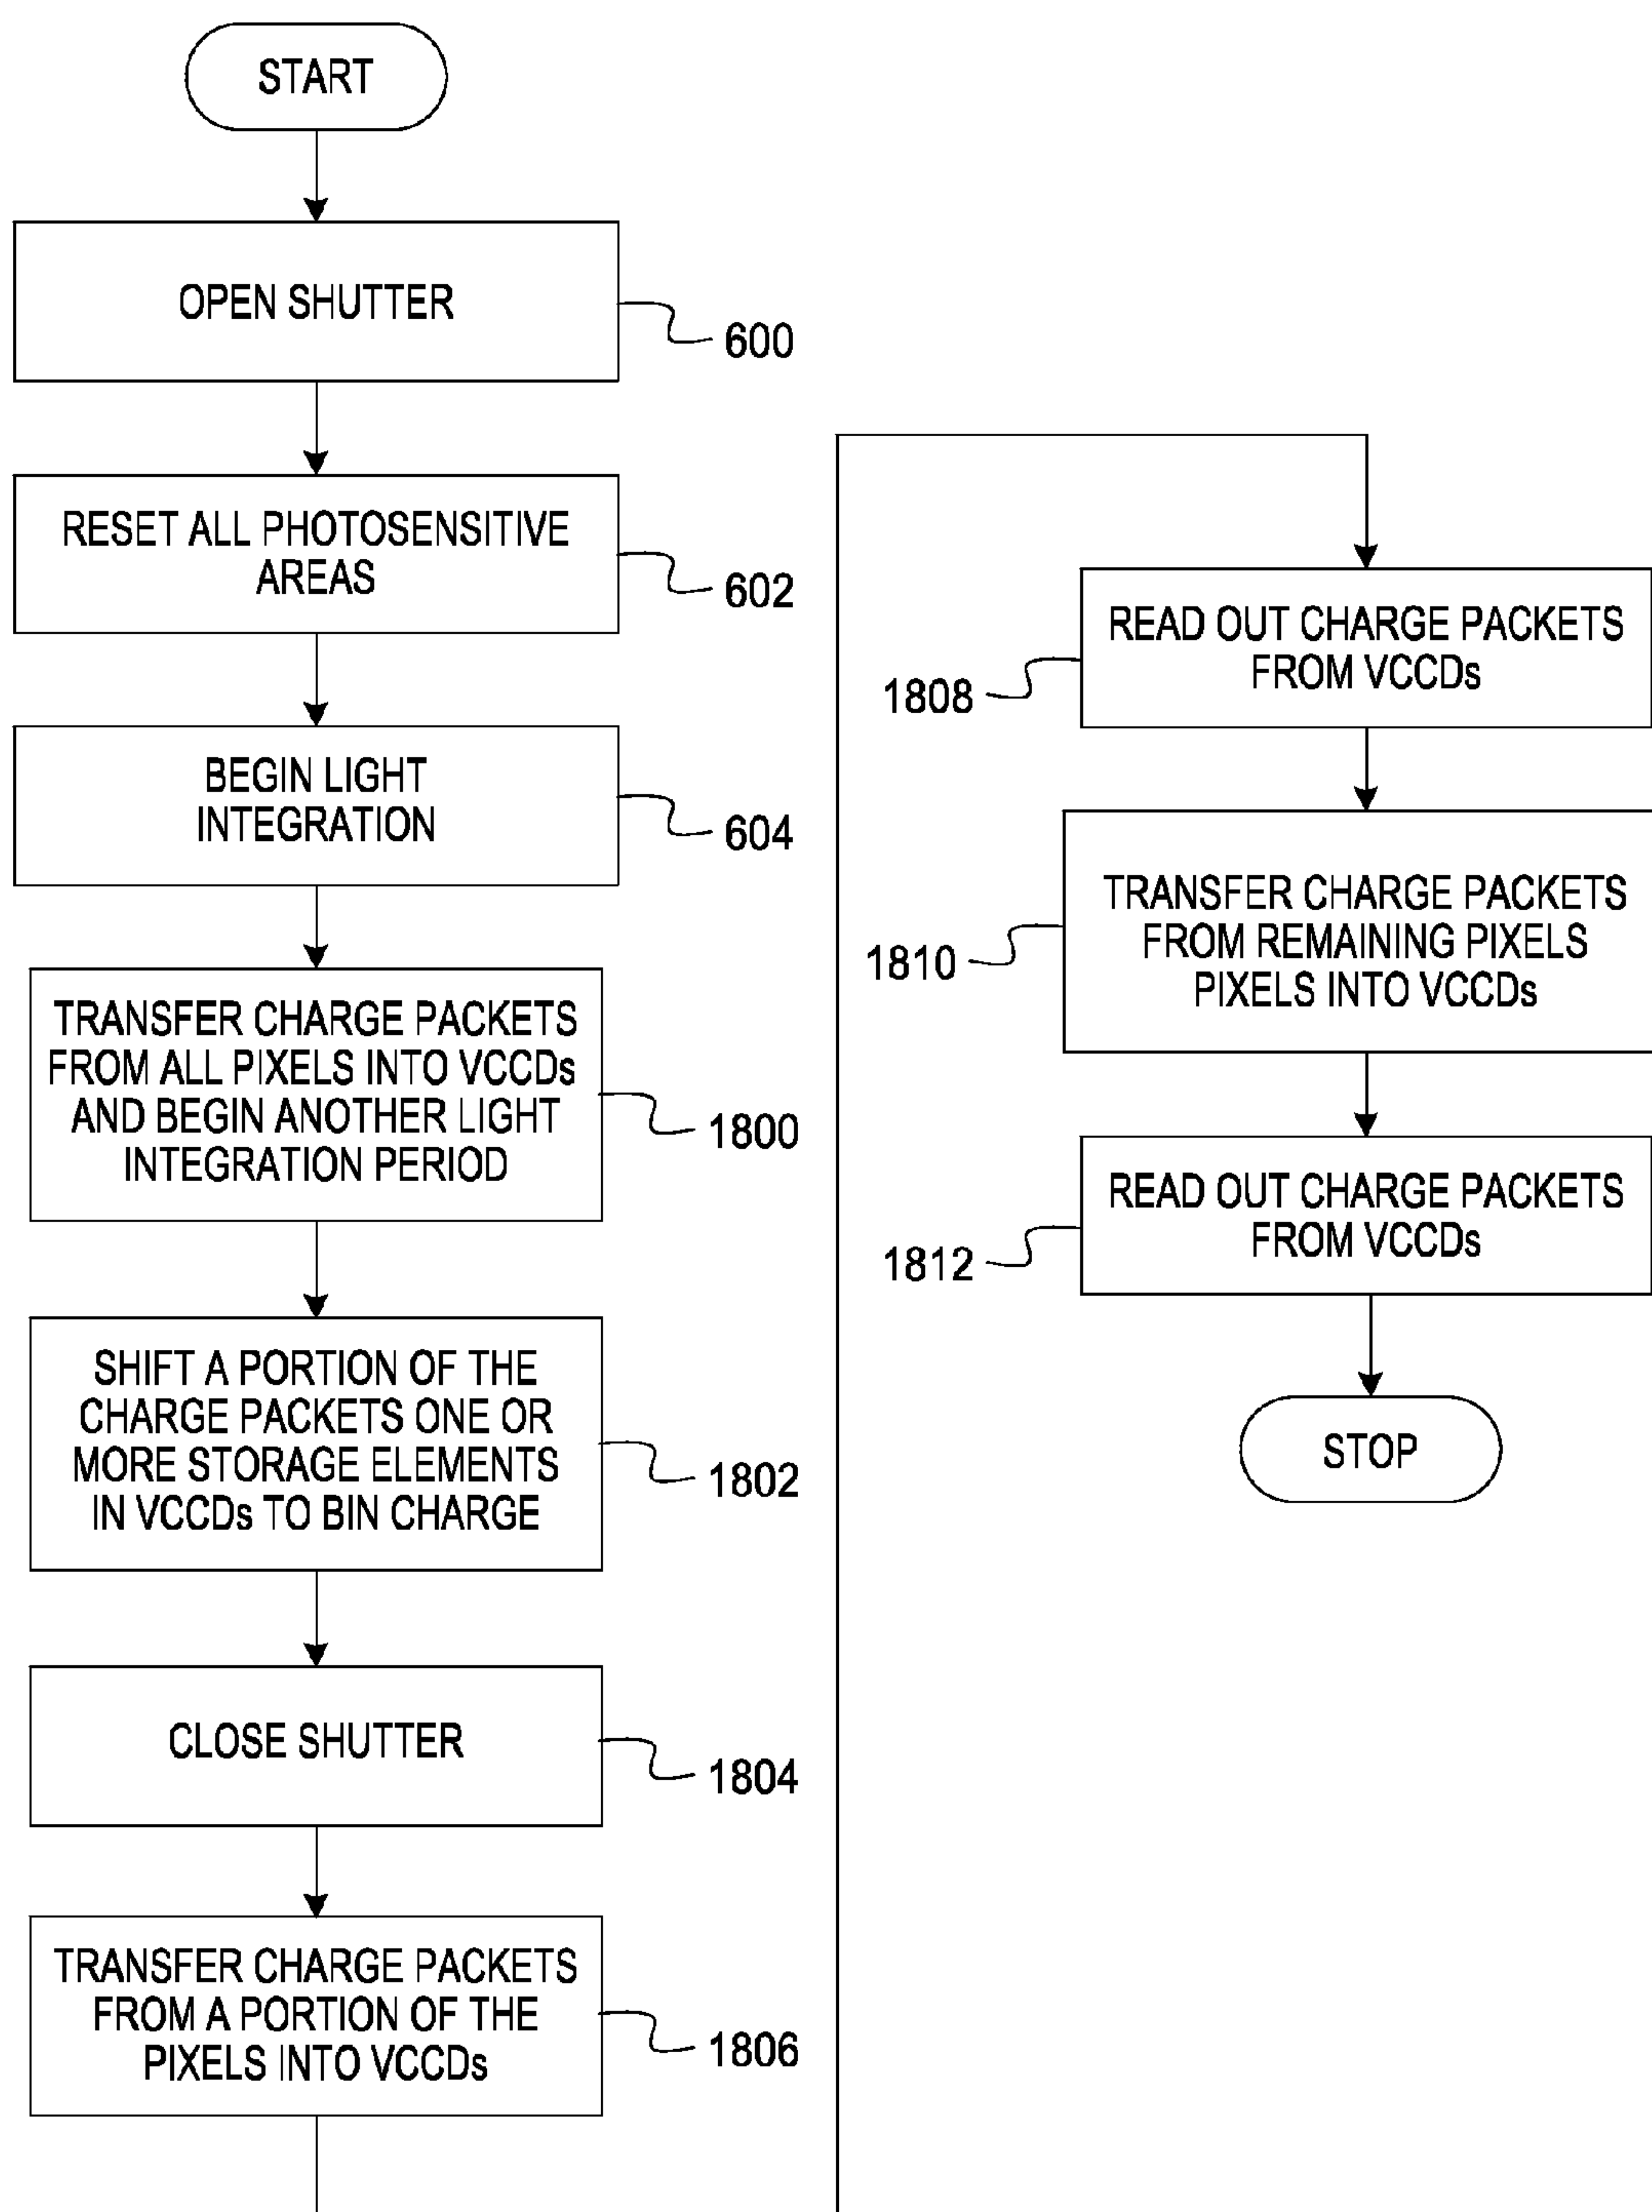 START
OPEN SHUTTER
600
RESET ALL PHOTOSENSITIVE
AREAS
602
BEGIN LIGHT
INTEGRATION
604
TRANSFER CHARGE PACKETS
FROM ALL PIXELS INTO VCCDs
AND BEGIN ANOTHER LIGHT
INTEGRATION PERIOD
1800
SHIFT A PORTION OF THE
CHARGE PACKETS ONE OR
MORE STORAGE ELEMENTS
IN VCCDs TO BIN CHARGE
1802
CLOSE SHUTTER
1804
TRANSFER CHARGE PACKETS
FROM A PORTION OF THE
PIXELS INTO VCCDs
1806
READ OUT CHARGE PACKETS
FROM VCCDs
1808
TRANSFER CHARGE PACKETS
FROM REMAINING PIXELS
PIXELS INTO VCCDs
1810
READ OUT CHARGE PACKETS
FROM VCCDs
1812
STOP